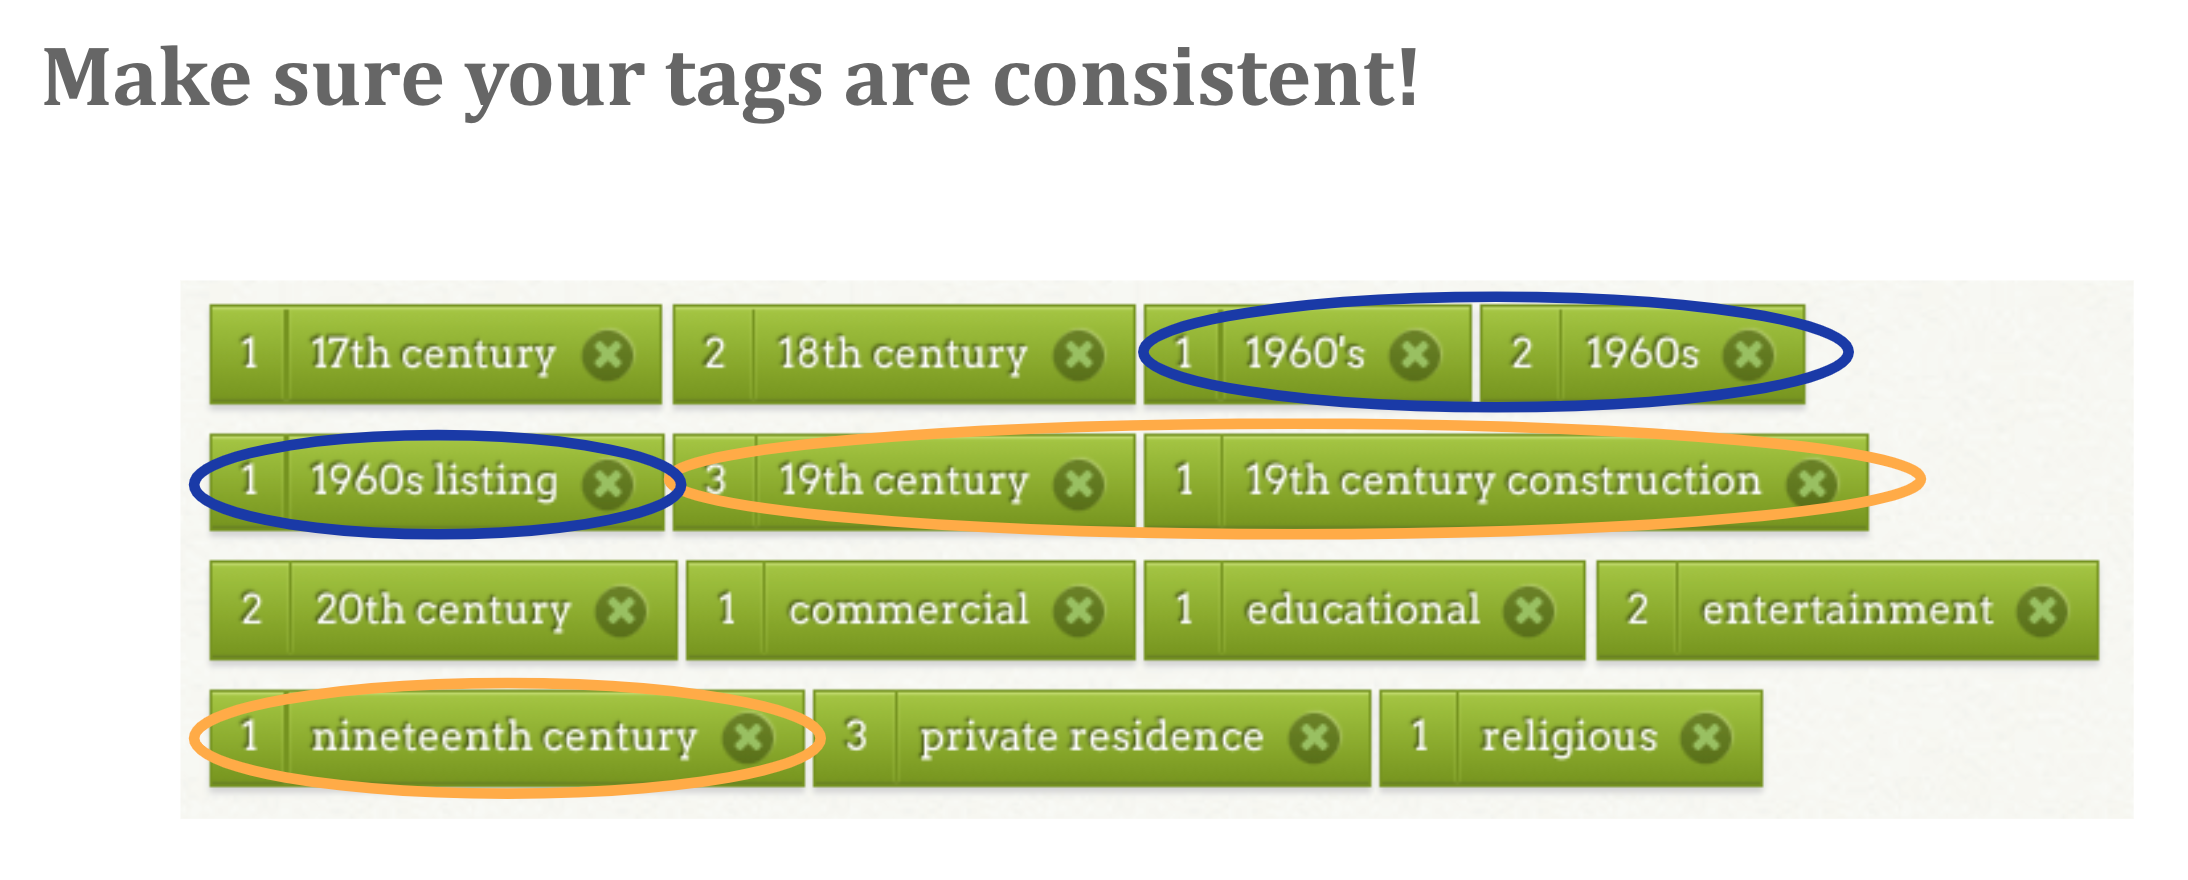 Make sure your tags are consistent!
1 17th century 2 18th century 1 1960's 2 1960s
1 1960s listing 3 19th century 1 19th century construction
2 20th century 1 commercial 1 educational 2 entertainment
1 nineteenth century 3 private residence 1 religious